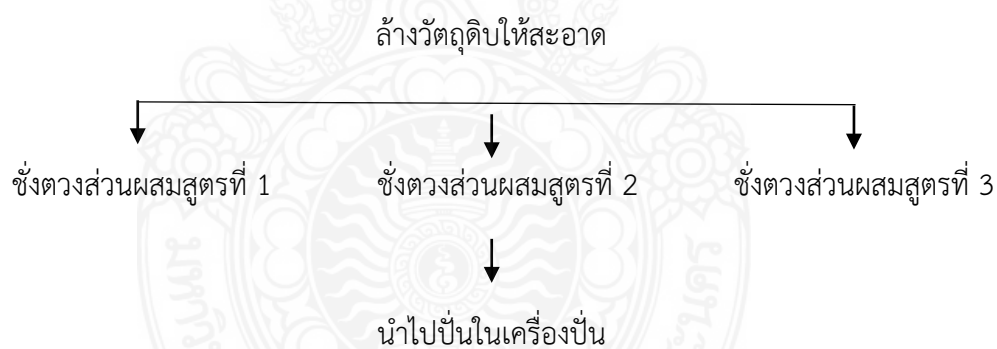 ล้างวัตถุดิบให้สะอาด
ชั่งตวงส่วนผสมสูตรที่ 1 ชั่งตวงส่วนผสมสูตรที่ 2 ชั่งตวงส่วนผสมสูตรที่ 3
นำไปปั่นในเครื่องปั่น